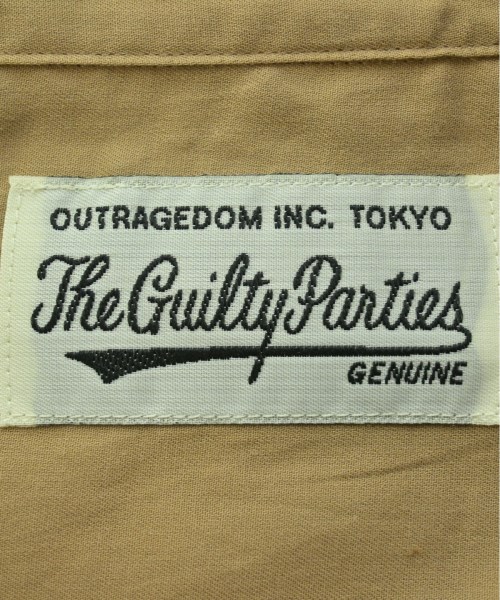 OUTRAGEDOM INC. TOKYO
The Guilty Parties
GENUINE